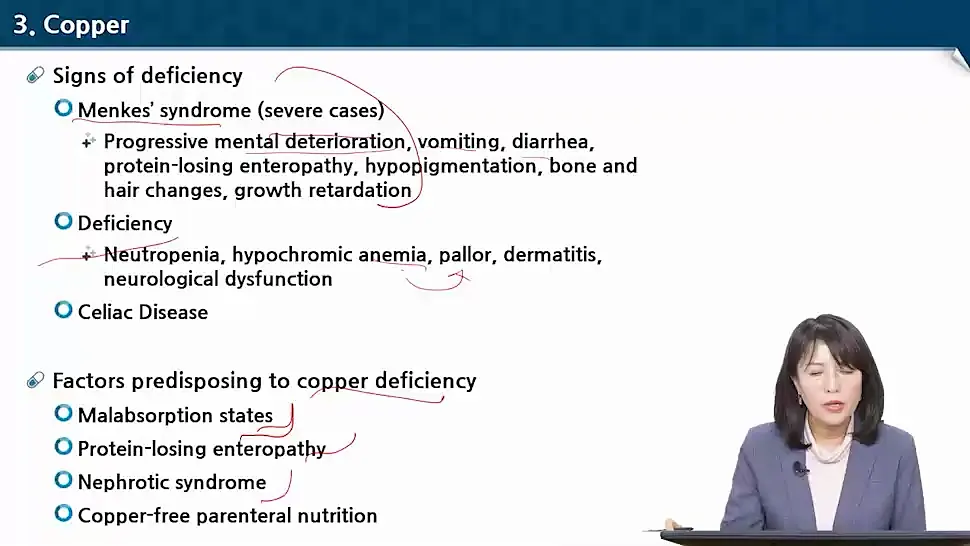 3. Copper
Signs of deficiency
Menkes' syndrome (severe cases)
Progressive mental deterioration, vomiting, diarrhea,
protein-losing enteropathy, hypopigmentation, bone and
hair changes, growth retardation
Deficiency
Neutropenia, hypochromic anemia, pallor, dermatitis,
neurological dysfunction
Celiac Disease
Factors predisposing to copper deficiency
Malabsorption states
Protein-losing enteropathy
Nephrotic syndrome
Copper-free parenteral nutrition